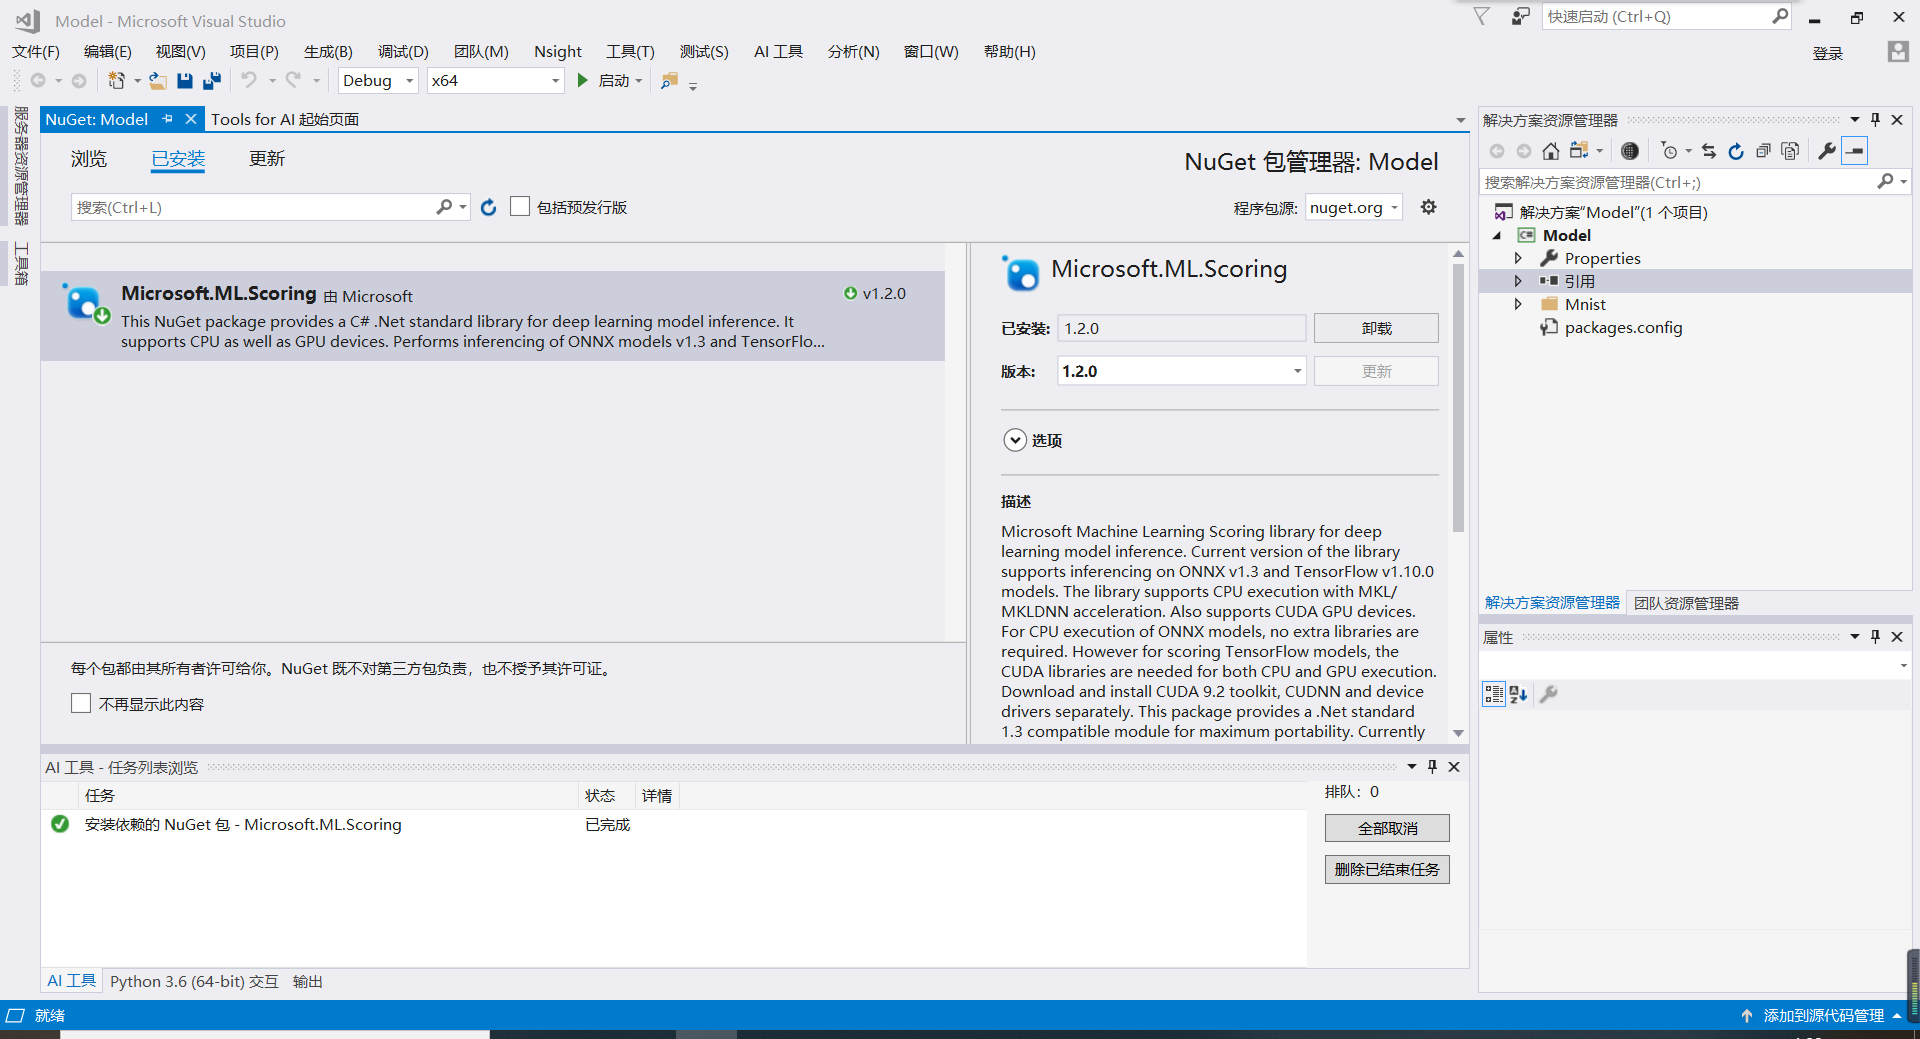 Model - Microsoft Visual Studio
快速启动 (Ctrl+Q)
文件(F) 编辑(E) 视图(V) 项目(P) 生成(B) 调试(D) 团队(M) Nsight 工具(T) 测试(S) AI 工具 分析(N) 窗口(W) 帮助(H)
登录
Debug x64 启动
服务器资源管理器
工具箱
NuGet: Model
Tools for AI 起始页面
浏览 已安装 更新
NuGet 包管理器: Model
搜索(Ctrl+L)
包括预发行版
程序包源: nuget.org
Microsoft.ML.Scoring 由 Microsoft
v1.2.0
This NuGet package provides a C# .Net standard library for deep learning model inference. It
supports CPU as well as GPU devices. Performs inferencing of ONNX models v1.3 and TensorFlo...
每个包都由其所有者许可给你。NuGet 既不对第三方包负责，也不授予其许可证。
不再显示此内容
Microsoft.ML.Scoring
已安装: 1.2.0 卸载
版本: 1.2.0 更新
选项
描述
Microsoft Machine Learning Scoring library for deep
learning model inference. Current version of the library
supports inferencing on ONNX v1.3 and TensorFlow v1.10.0
models. The library supports CPU execution with MKL/
MKLDNN acceleration. Also supports CUDA GPU devices.
For CPU execution of ONNX models, no extra libraries are
required. However for scoring TensorFlow models, the
CUDA libraries are needed for both CPU and GPU execution.
Download and install CUDA 9.2 toolkit, CUDNN and device
drivers separately. This package provides a .Net standard
1.3 compatible module for maximum portability. Currently
AI 工具 - 任务列表浏览
任务 状态 详情
安装依赖的 NuGet 包 - Microsoft.ML.Scoring 已完成
排队：0
全部取消
删除已结束任务
AI 工具 Python 3.6 (64-bit) 交互 输出
解决方案资源管理器
搜索解决方案资源管理器(Ctrl+;)
解决方案“Model”(1 个项目)
C# Model
Properties
引用
Mnist
packages.config
解决方案资源管理器 团队资源管理器
属性
就绪
添加到源代码管理